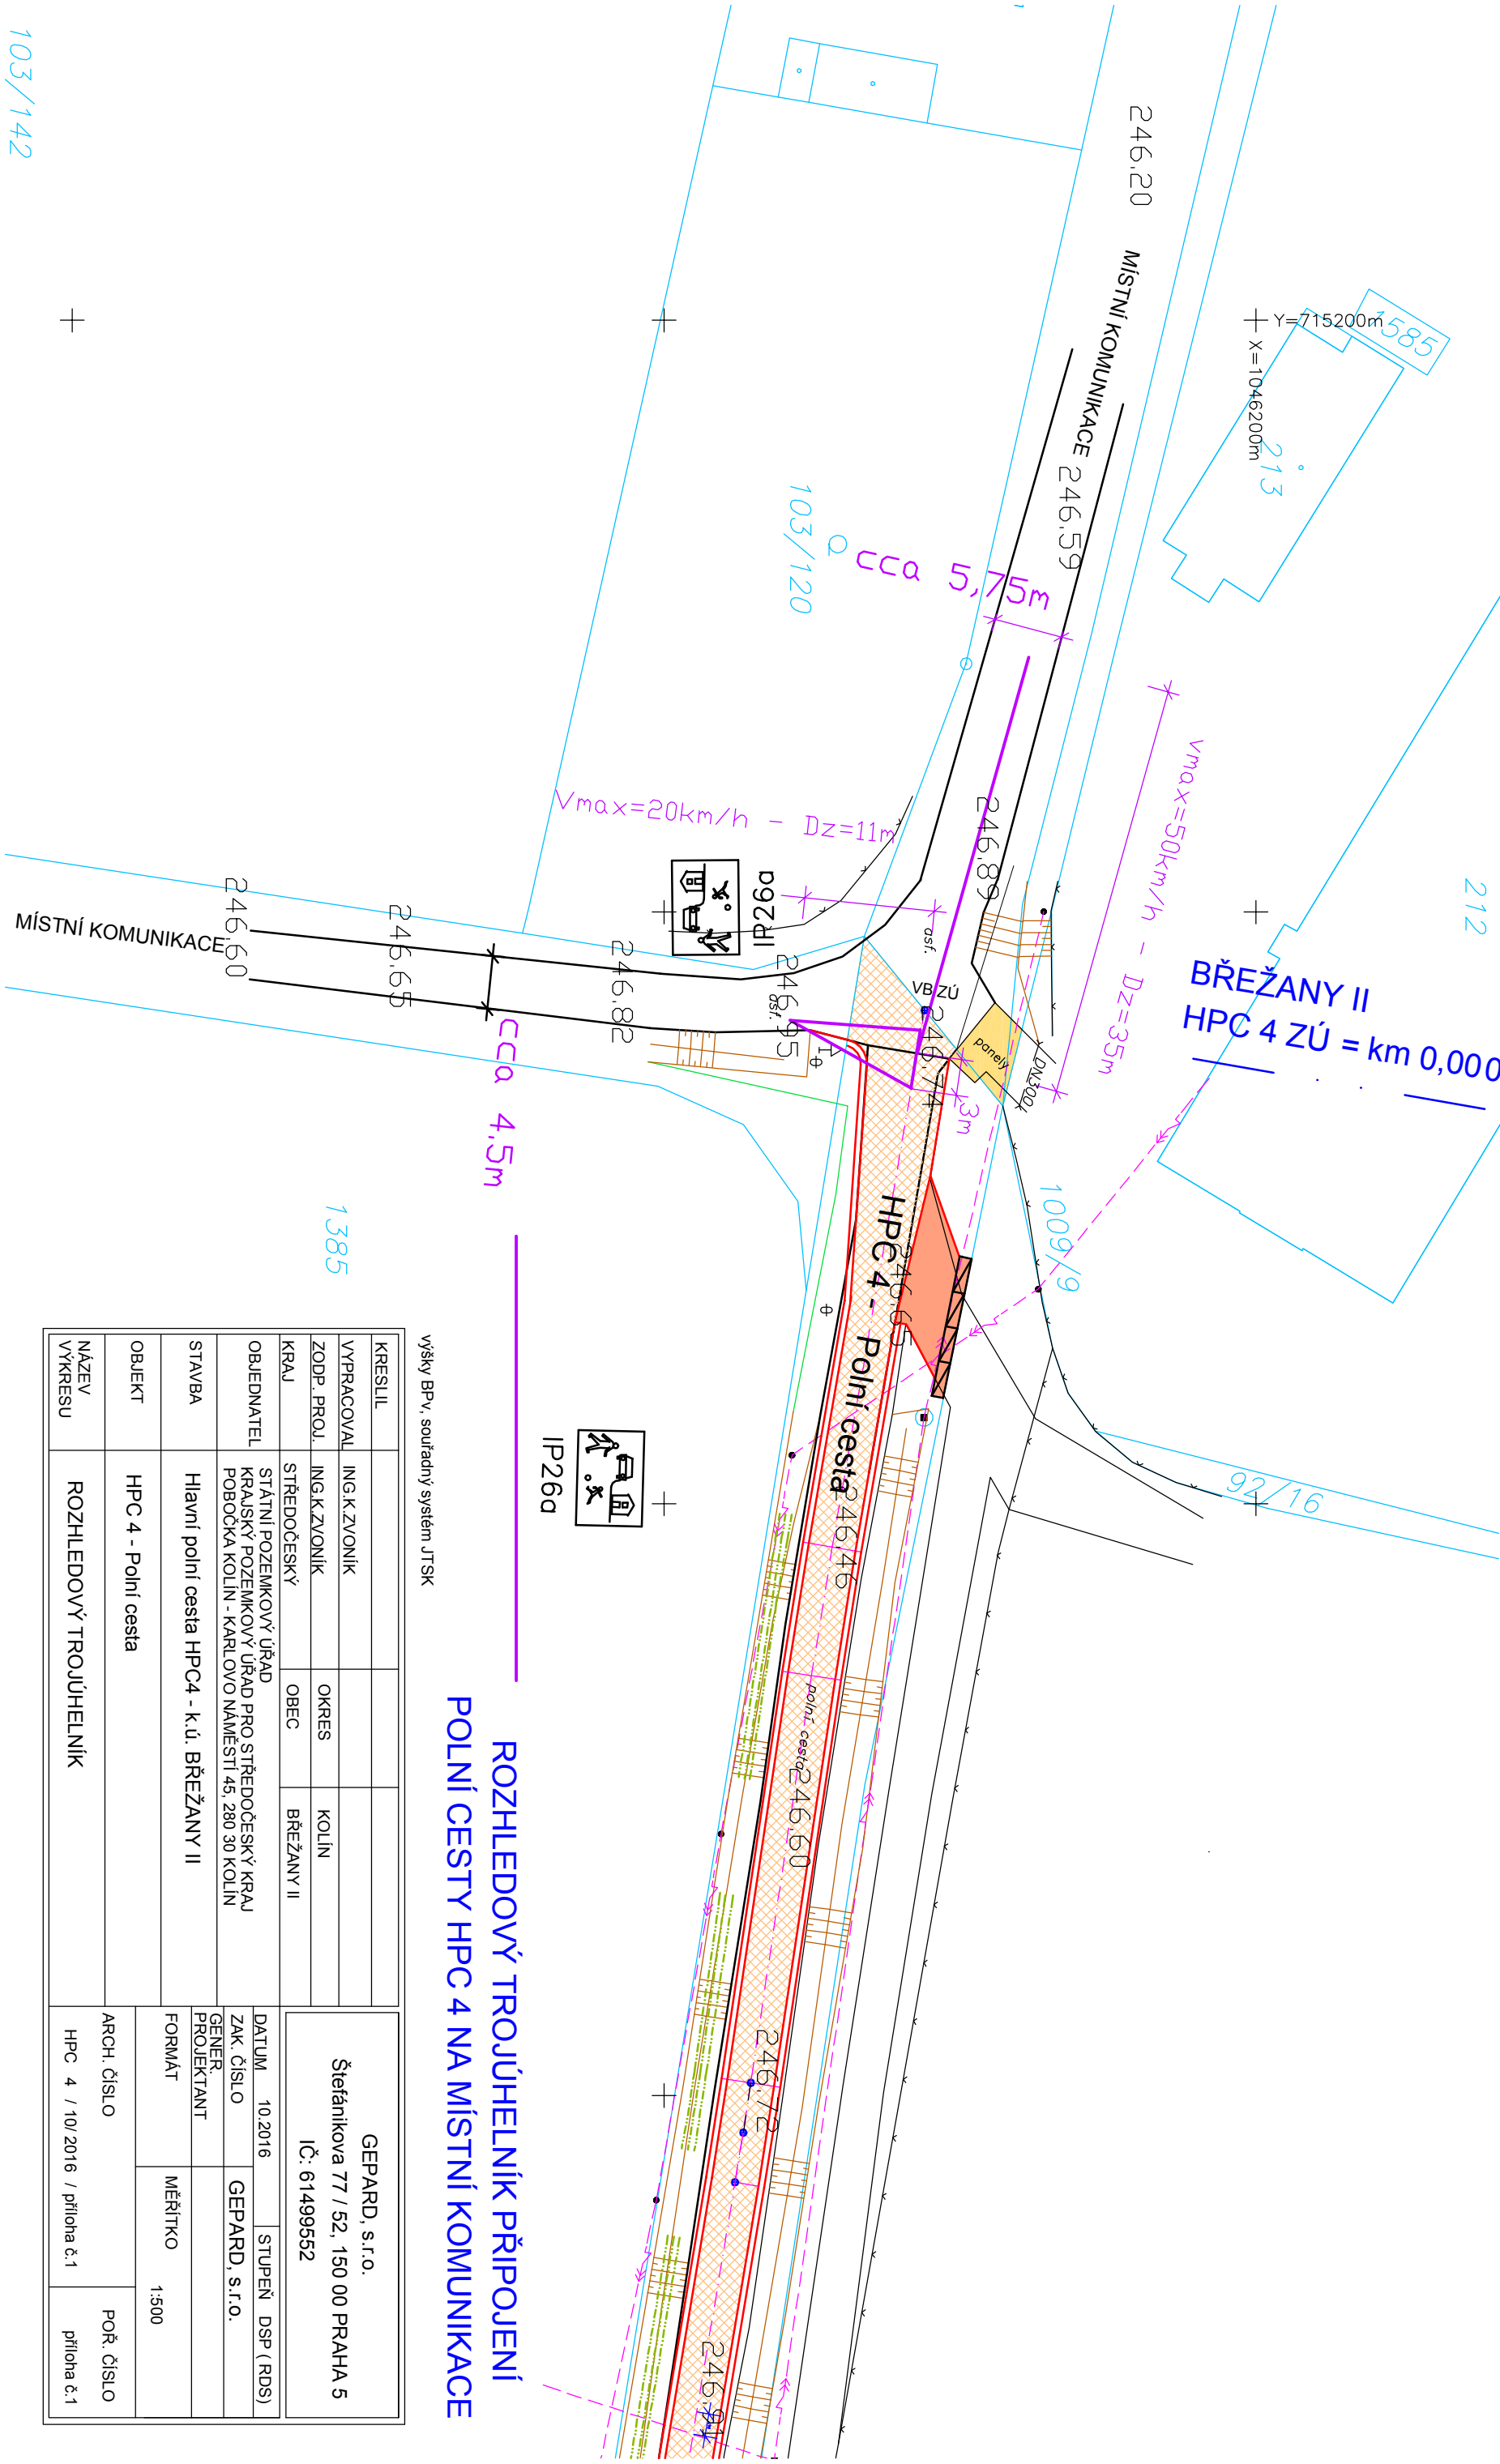 103/142
246,20
MÍSTNÍ KOMUNIKACE
246,59
Y=715200m
X=1046200m
1585
213
103/120
cca 5,75m
Vmax=20km/h - Dz=11m
vmax=50km/h - Dz=35m
212
BŘEŽANY II
HPC 4 ZÚ = km 0,000
IP26a
246,89
asf.
VB ZÚ
246,74
panely
DN300
3m
MÍSTNÍ KOMUNIKACE
246,60
246,65
246,82
246,95
asf.
cca 4,5m
1385
1009/9
HPC 4 - Polní cesta
246,65
92/16
246,46
IP26a
polní cesta
246,60
246,72
246,91
ROZHLEDOVÝ TROJÚHELNÍK PŘIPOJENÍ
POLNÍ CESTY HPC 4 NA MÍSTNÍ KOMUNIKACE
výšky BPv, souřadný systém JTSK
KRESLIL
VYPRACOVAL ING.K.ZVONÍK
ZODP. PROJ. ING.K.ZVONÍK OKRES KOLÍN
KRAJ STŘEDOČESKÝ OBEC BŘEŽANY II
OBJEDNATEL STÁTNÍ POZEMKOVÝ ÚŘAD
KRAJSKÝ POZEMKOVÝ ÚŘAD PRO STŘEDOČESKÝ KRAJ
POBOČKA KOLÍN - KARLOVO NÁMĚSTÍ 45, 280 30 KOLÍN
STAVBA Hlavní polní cesta HPC4 - k.ú. BŘEŽANY II
OBJEKT HPC 4 - Polní cesta
NÁZEV
VÝKRESU
ROZHLEDOVÝ TROJÚHELNÍK
GEPARD, s.r.o.
Štefánikova 77 / 52, 150 00 PRAHA 5
IČ: 61499552
DATUM 10.2016 STUPEŇ DSP ( RDS)
ZAK. ČÍSLO GEPARD, s.r.o.
GENER.
PROJEKTANT
FORMÁT MĚŘÍTKO 1:500
ARCH. ČÍSLO POŘ. ČÍSLO
HPC 4 / 10/ 2016 / příloha č.1 příloha č.1